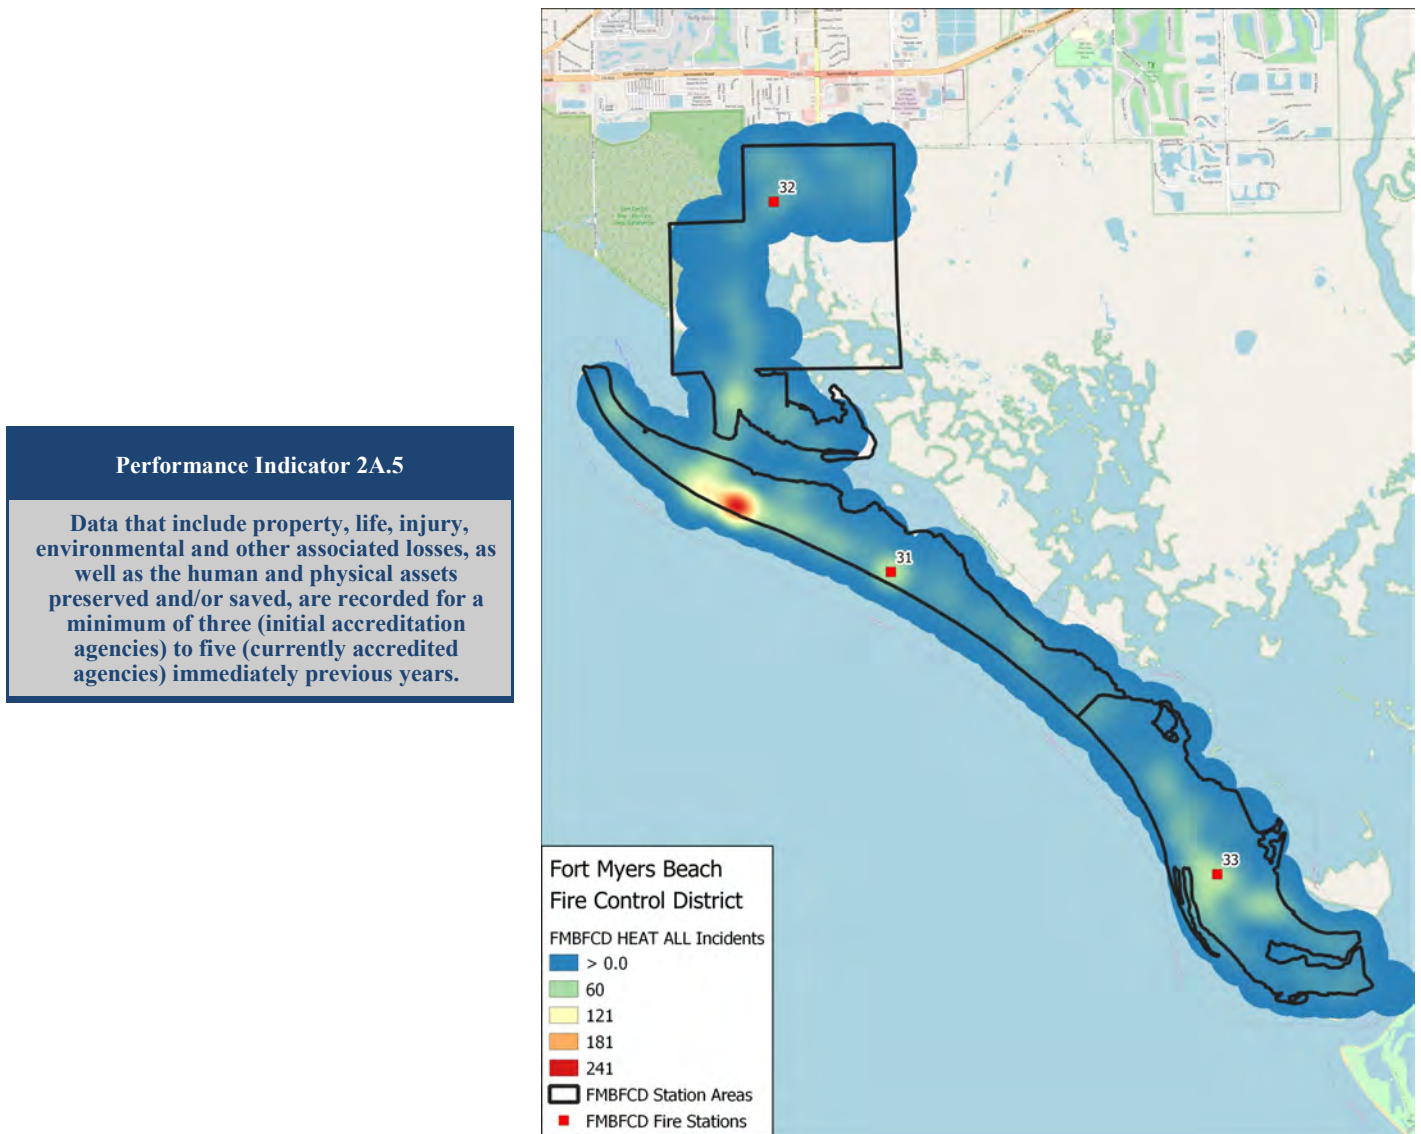 Performance Indicator 2A.5
Data that include property, life, injury,
environmental and other associated losses, as
well as the human and physical assets
preserved and/or saved, are recorded for a
minimum of three (initial accreditation
agencies) to five (currently accredited
agencies) immediately previous years.
32
31
33
Fort Myers Beach
Fire Control District
FMBFCD HEAT ALL Incidents
> 0.0
60
121
181
241
FMBFCD Station Areas
FMBFCD Fire Stations